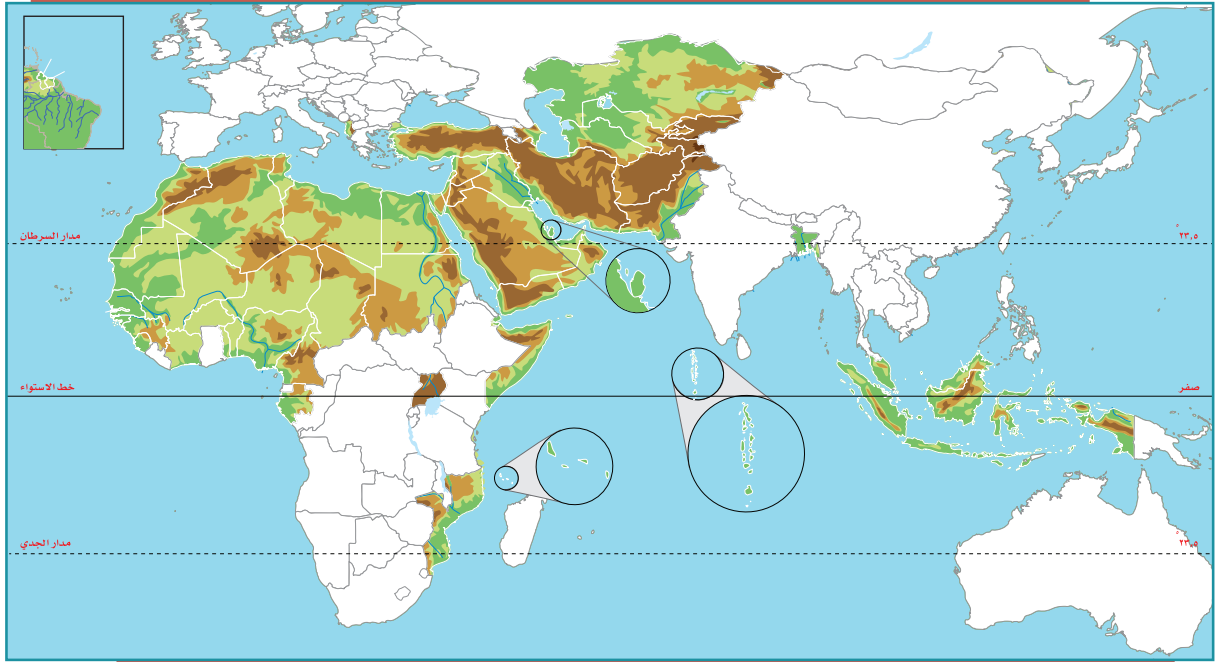 مدار السرطان
°٢٣,٥
خط الاستواء
صفر
مدار الجدي
°٢٣,٥